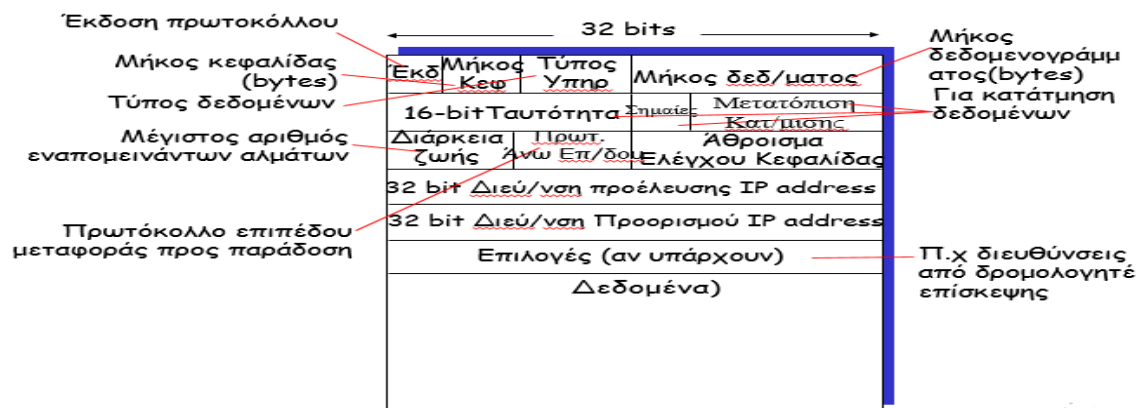 Έκδοση πρωτοκόλλου
32 bits
Μήκος κεφαλίδας
(bytes)
Τύπος δεδομένων
Μέγιστος αριθμός
εναπομεινάντων αλμάτων
Πρωτόκολλο επιπέδου
μεταφοράς προς παράδοση
Έκδ
Μήκος
Κεφ
Τύπος
Υπηρ
Μήκος δεδ/ματος
16-bitΤαυτότητα
Σημαίες
Μετατόπιση
Κατ/μισης
Διάρκεια
ζωής
Πρωτ.
Άνω Επ/δου
Άθροισμα
Ελέγχου Κεφαλίδας
32 bit Διεύ/νση προέλευσης IP address
32 bit Διεύ/νση Προορισμού IP address
Επιλογές (αν υπάρχουν)
Δεδομένα)
Μήκος
δεδομενογράμμ
ατος(bytes)
Για κατάτμηση
δεδομένων
Π.χ διευθύνσεις
από δρομολογητέ
επίσκεψης